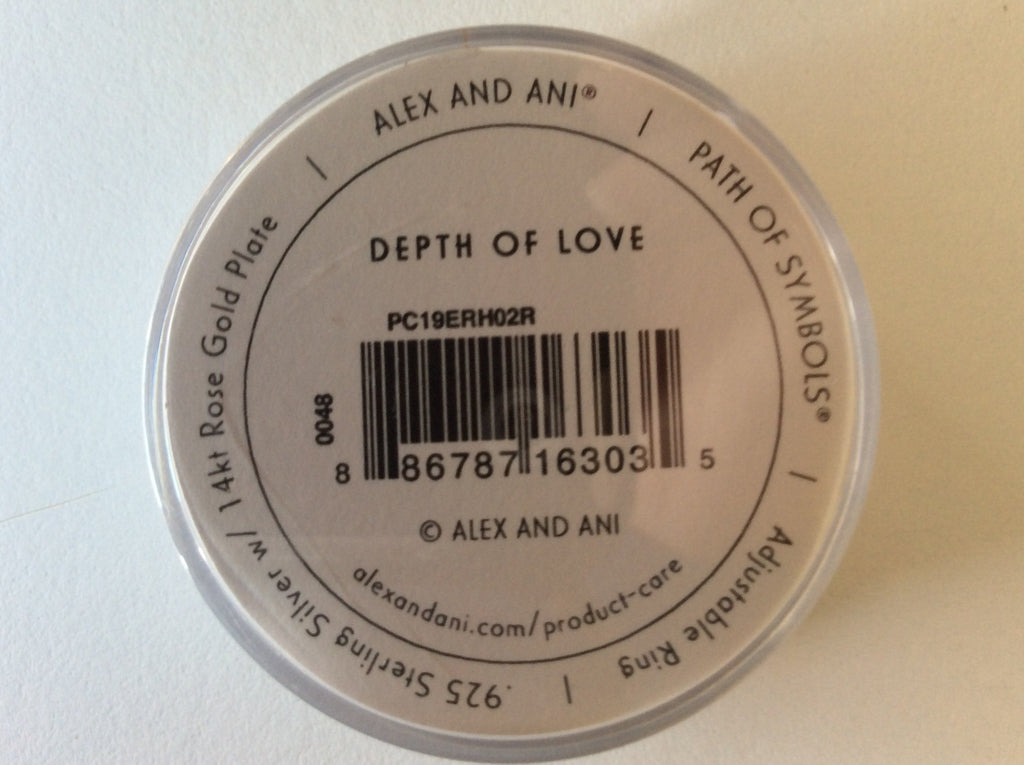 ALEX AND ANI® | PATH OF SYMBOLS® | Adjustable Ring | .925 Sterling Silver w/ 14kt Rose Gold Plate |
DEPTH OF LOVE
PC19ERH02R
0048
8 86787 16303 5
© ALEX AND ANI
alexandani.com/product-care